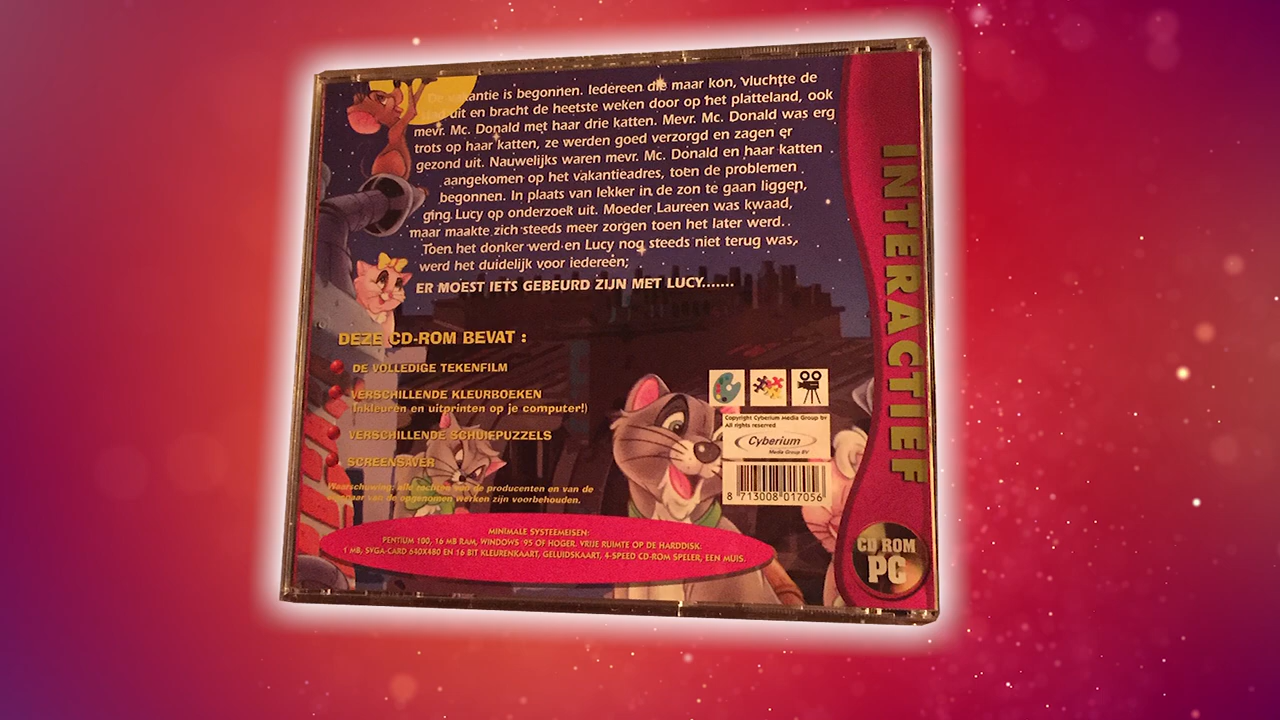 De vakantie is begonnen. Iedereen die maar kon, vluchtte de
stad uit en bracht de heetste weken door op het platteland, ook
mevr. Mc. Donald met haar drie katten. Mevr. Mc. Donald was erg
trots op haar katten, ze werden goed verzorgd en zagen er
gezond uit. Nauwelijks waren mevr. Mc. Donald en haar katten
aangekomen op het vakantieadres, toen de problemen
begonnen. In plaats van lekker in de zon te gaan liggen,
ging Lucy op onderzoek uit. Moeder Laureen was kwaad,
maar maakte zich steeds meer zorgen toen het later werd..
Toen het donker werd en Lucy nog steeds niet terug was,
werd het duidelijk voor iedereen;
ER MOEST IETS GEBEURD ZIJN MET LUCY.......
DEZE CD-ROM BEVAT :
DE VOLLEDIGE TEKENFILM
VERSCHILLENDE KLEURBOEKEN
(inkleuren en uitprinten op je computer!)
VERSCHILLENDE SCHUIFPUZZELS
SCREENSAVER
Waarschuwing: alle rechten van de producenten en van de
eigenaar van de opgenomen werken zijn voorbehouden.
MINIMALE SYSTEEMEISEN:
PENTIUM 100, 16 MB RAM, WINDOWS 95 OF HOGER. VRIJE RUIMTE OP DE HARDDISK.
1 MB, SVGA-CARD 640X480 EN 16 BIT KLEURENKAART, GELUIDSKAART, 4-SPEED CD-ROM SPELER, EEN MUIS.
Copyright Cyberium Media Group bv
All rights reserved
Cyberium
Media Group BV
8 713008 017056
INTERACTIEF
CD ROM
PC